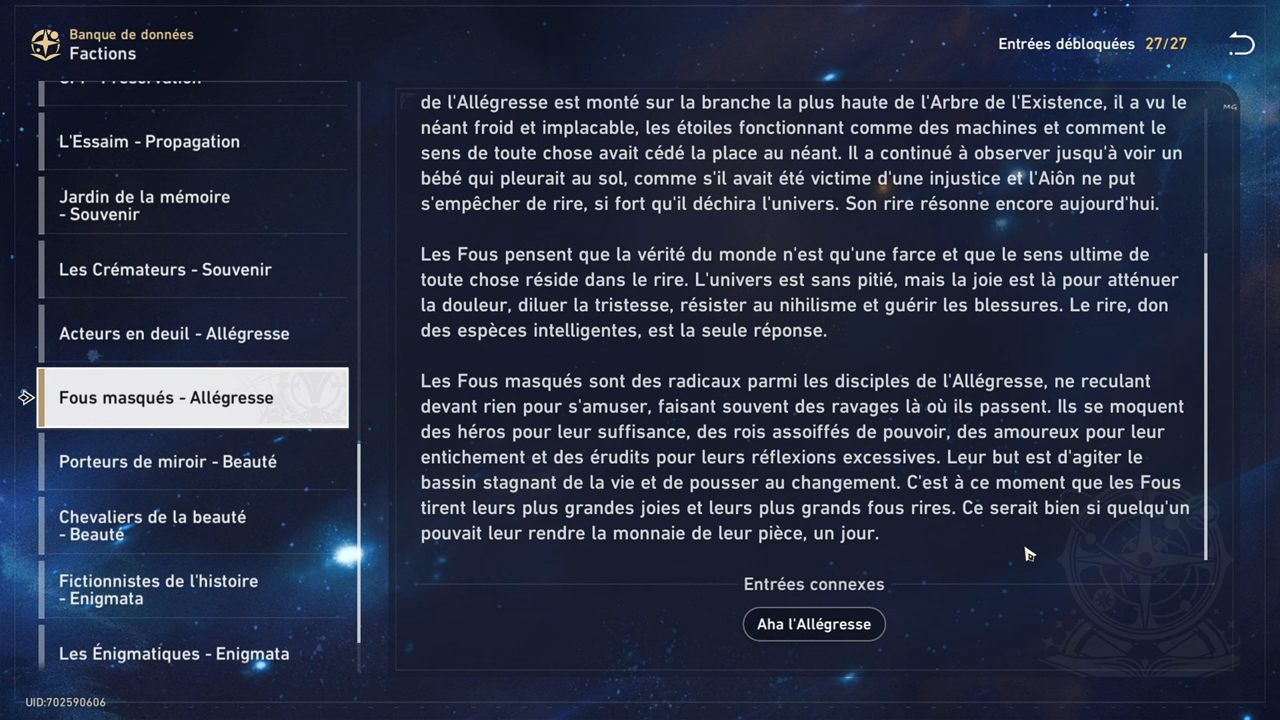 Banque de données
Factions
Entrées débloquées 27/27
L'Essaim - Propagation
Jardin de la mémoire
- Souvenir
Les Crémateurs - Souvenir
Acteurs en deuil - Allégresse
Fous masqués - Allégresse
Porteurs de miroir - Beauté
Chevaliers de la beauté
- Beauté
Fictionnistes de l'histoire
- Enigmata
Les Énigmatiques - Enigmata
de l'Allégresse est monté sur la branche la plus haute de l'Arbre de l'Existence, il a vu le
néant froid et implacable, les étoiles fonctionnant comme des machines et comment le
sens de toute chose avait cédé la place au néant. Il a continué à observer jusqu'à voir un
bébé qui pleurait au sol, comme s'il avait été victime d'une injustice et l'Aiôn ne put
s'empêcher de rire, si fort qu'il déchira l'univers. Son rire résonne encore aujourd'hui.
Les Fous pensent que la vérité du monde n'est qu'une farce et que le sens ultime de
toute chose réside dans le rire. L'univers est sans pitié, mais la joie est là pour atténuer
la douleur, diluer la tristesse, résister au nihilisme et guérir les blessures. Le rire, don
des espèces intelligentes, est la seule réponse.
Les Fous masqués sont des radicaux parmi les disciples de l'Allégresse, ne reculant
devant rien pour s'amuser, faisant souvent des ravages là où ils passent. Ils se moquent
des héros pour leur suffisance, des rois assoiffés de pouvoir, des amoureux pour leur
entichement et des érudits pour leurs réflexions excessives. Leur but est d'agiter le
bassin stagnant de la vie et de pousser au changement. C'est à ce moment que les Fous
tirent leurs plus grandes joies et leurs plus grands fous rires. Ce serait bien si quelqu'un
pouvait leur rendre la monnaie de leur pièce, un jour.
Entrées connexes
Aha l'Allégresse
MG
UID:702590606